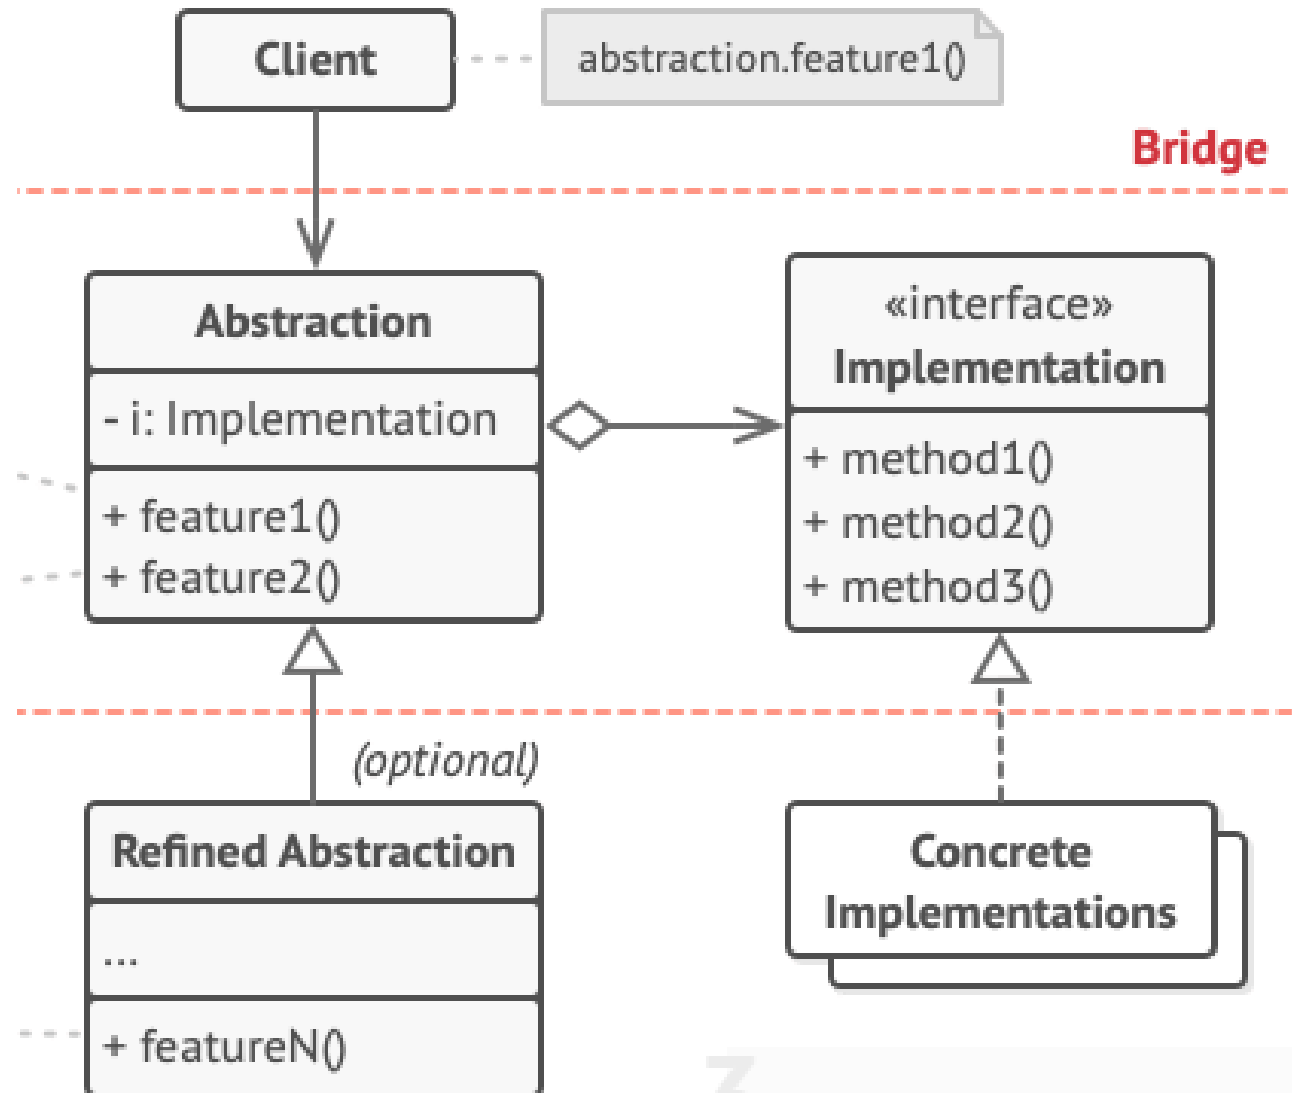 Client
abstraction.feature1()
Bridge
Abstraction
- i: Implementation
+ feature1()
+ feature2()
«interface»
Implementation
+ method1()
+ method2()
+ method3()
(optional)
Refined Abstraction
...
+ featureN()
Concrete
Implementations